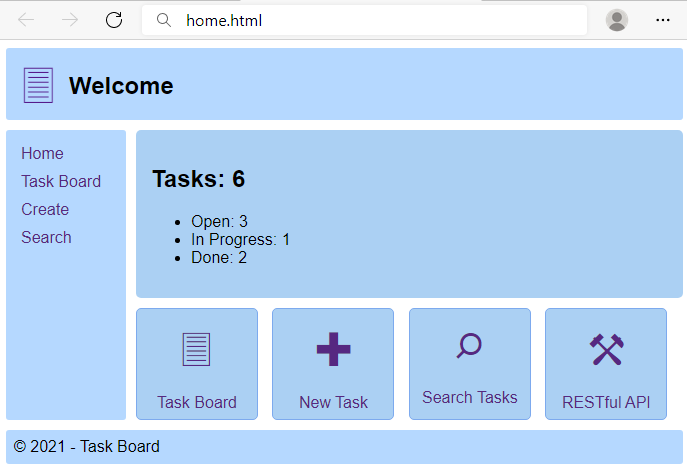 home.html
Welcome
Home
Task Board
Create
Search
Tasks: 6
Open: 3
In Progress: 1
Done: 2
Task Board
New Task
Search Tasks
RESTful API
© 2021 - Task Board